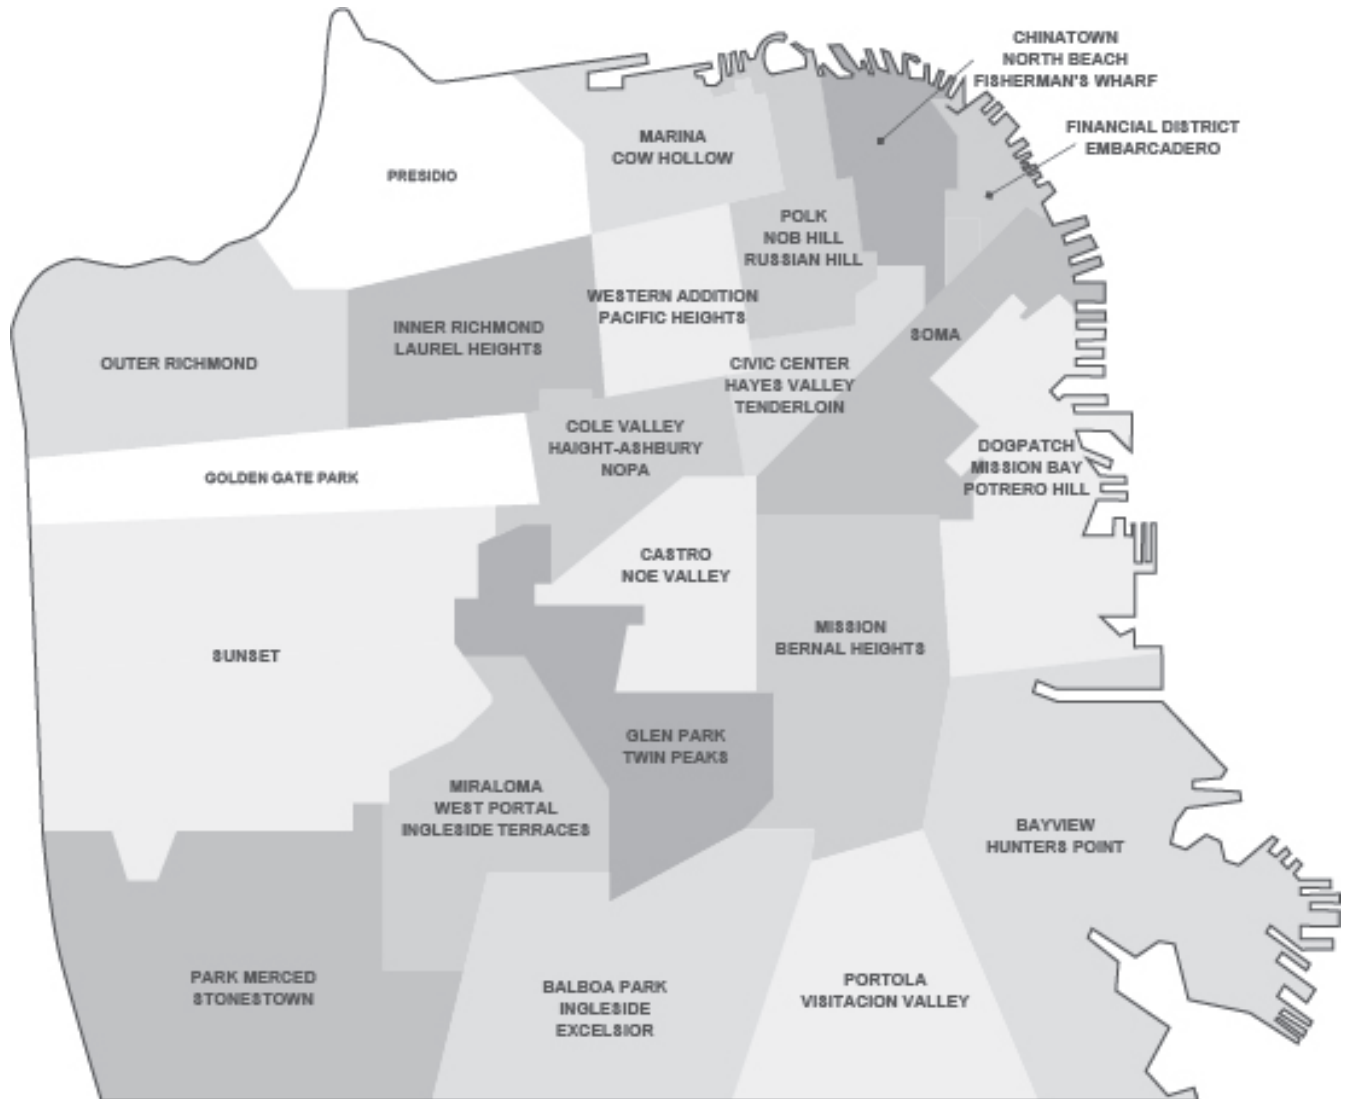 CHINATOWN
NORTH BEACH
FISHERMAN'S WHARF
FINANCIAL DISTRICT
EMBARCADERO
MARINA
COW HOLLOW
PRESIDIO
POLK
NOB HILL
RUSSIAN HILL
WESTERN ADDITION
PACIFIC HEIGHTS
INNER RICHMOND
LAUREL HEIGHTS
OUTER RICHMOND
SOMA
CIVIC CENTER
HAYES VALLEY
TENDERLOIN
COLE VALLEY
HAIGHT-ASHBURY
NOPA
GOLDEN GATE PARK
DOGPATCH
MISSION BAY
POTRERO HILL
CASTRO
NOE VALLEY
SUNSET
MISSION
BERNAL HEIGHTS
GLEN PARK
TWIN PEAKS
MIRALOMA
WEST PORTAL
INGLESIDE TERRACES
BAYVIEW
HUNTERS POINT
PARK MERCED
STONESTOWN
BALBOA PARK
INGLESIDE
EXCELSIOR
PORTOLA
VISITACION VALLEY